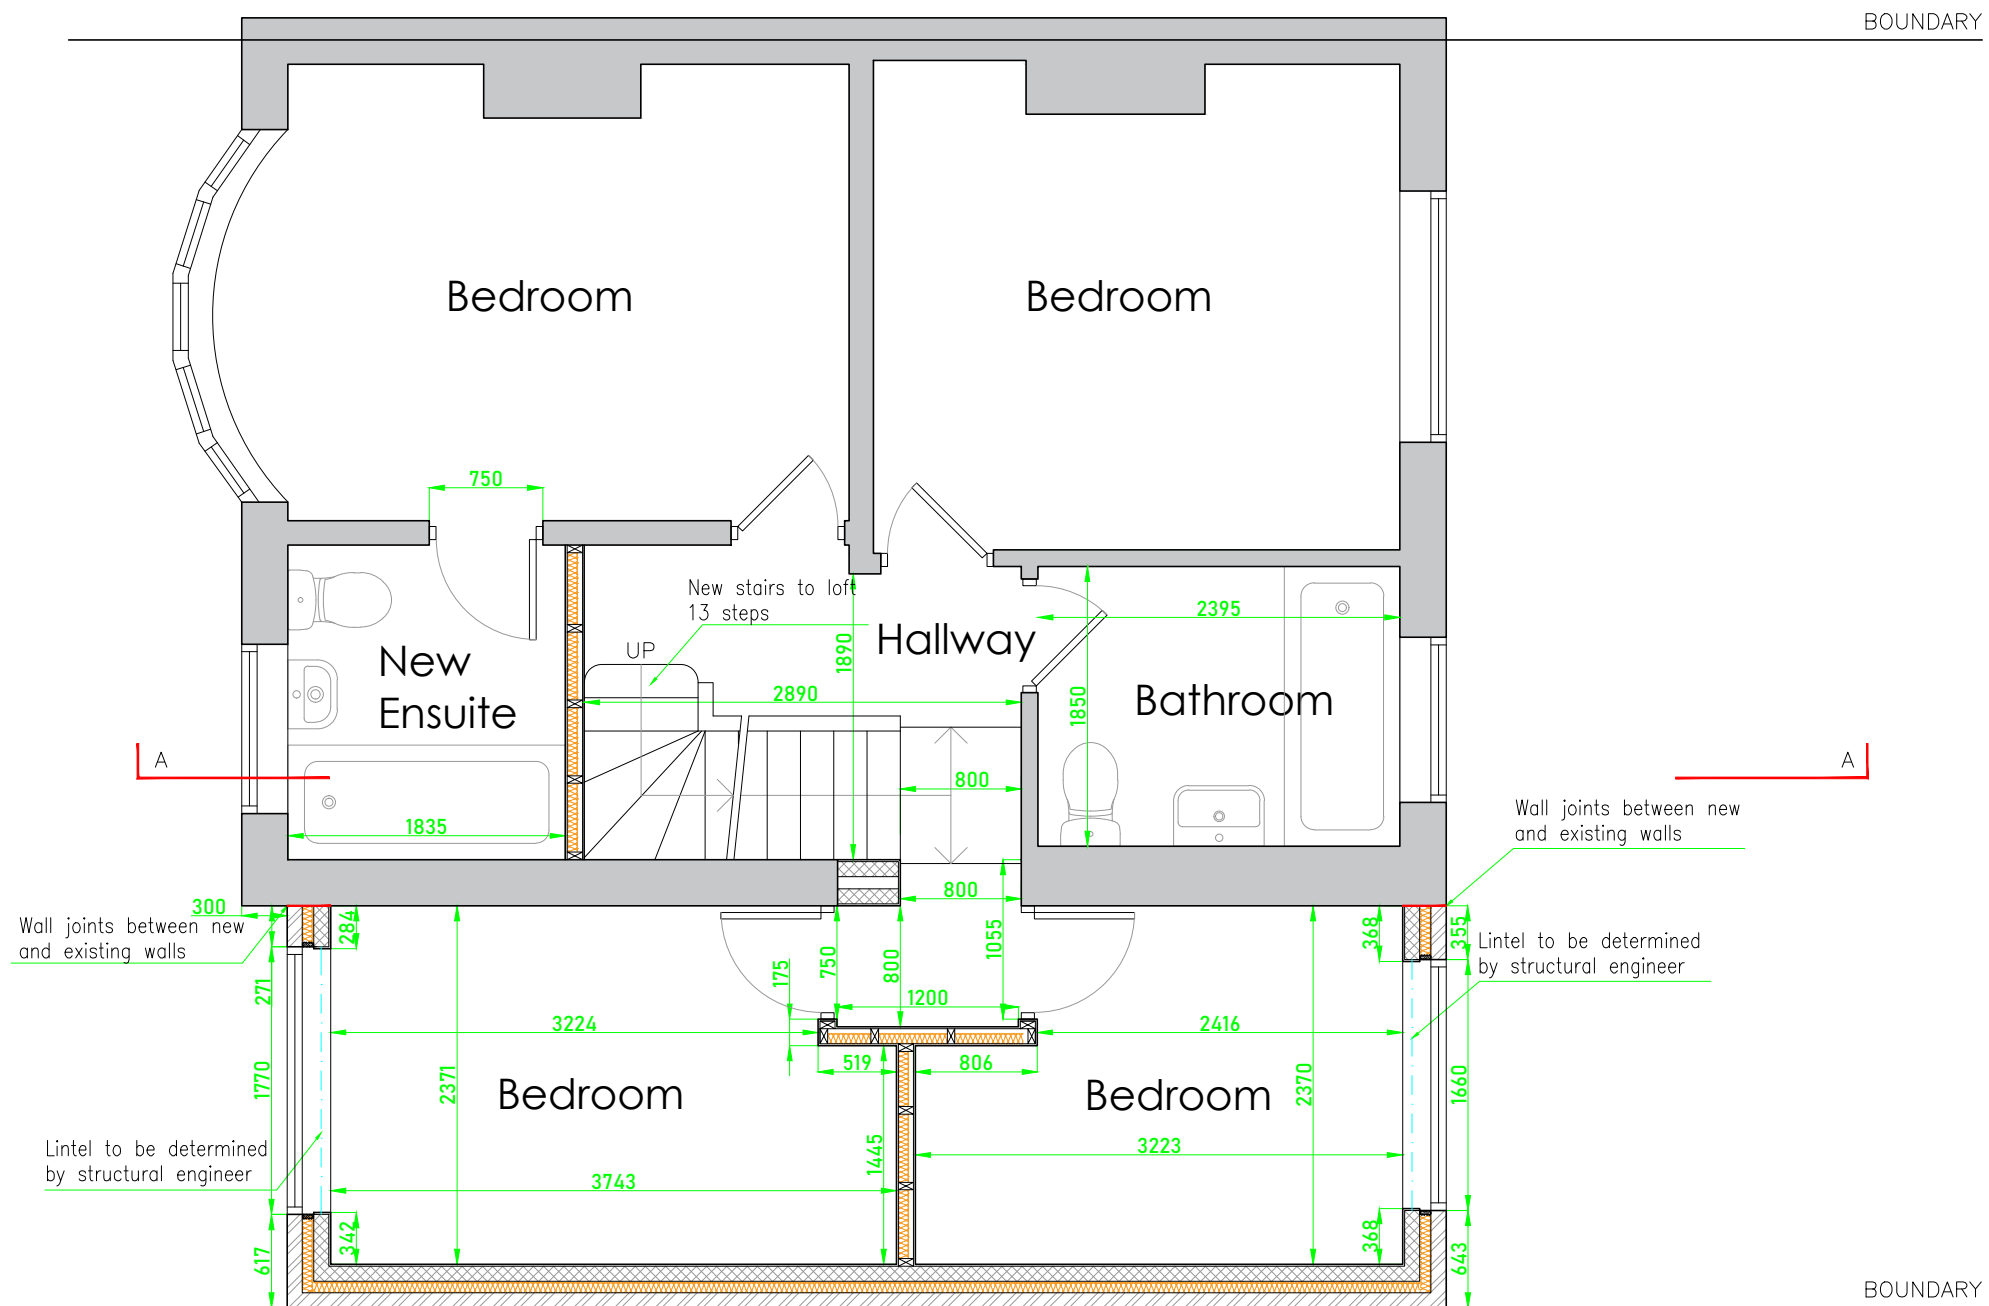 BOUNDARY
Bedroom
Bedroom
750
New stairs to loft
13 steps
2395
1890
Hallway
UP
New
Ensuite
2890
1850
Bathroom
A
A
800
1835
Wall joints between new
and existing walls
800
300
284
Wall joints between new
and existing walls
1055
368
355
Lintel to be determined
by structural engineer
750
800
175
271
1200
3224
2416
519
806
1770
2371
Bedroom
Bedroom
2370
1660
1445
3223
Lintel to be determined
by structural engineer
3743
342
368
617
643
BOUNDARY